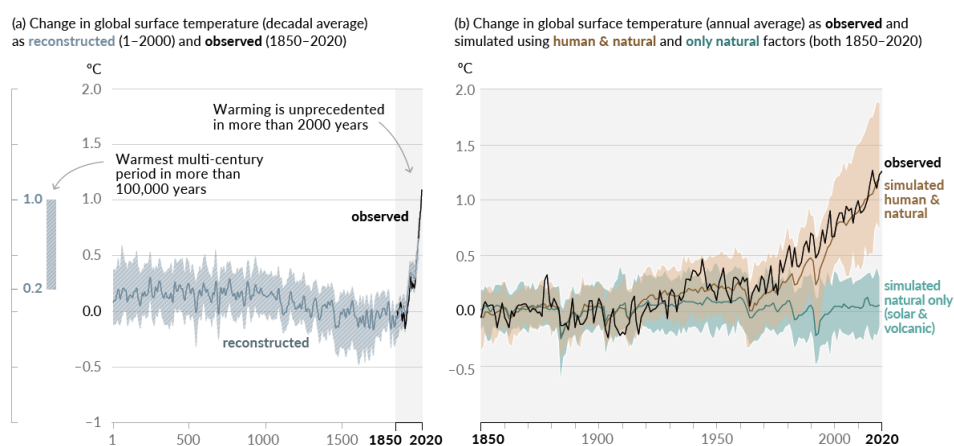 (a) Change in global surface temperature (decadal average)
as reconstructed (1–2000) and observed (1850–2020)
°C
2.0
1.5
1.0
0.5
0.0
−0.5
−1
1.0
0.2
Warming is unprecedented
in more than 2000 years
Warmest multi-century
period in more than
100,000 years
observed
reconstructed
1
500
1000
1500
1850
2020
(b) Change in global surface temperature (annual average) as observed and
simulated using human & natural and only natural factors (both 1850–2020)
°C
2.0
1.5
1.0
0.5
0.0
−0.5
observed
simulated
human &
natural
simulated
natural only
(solar &
volcanic)
1850
1900
1950
2000
2020